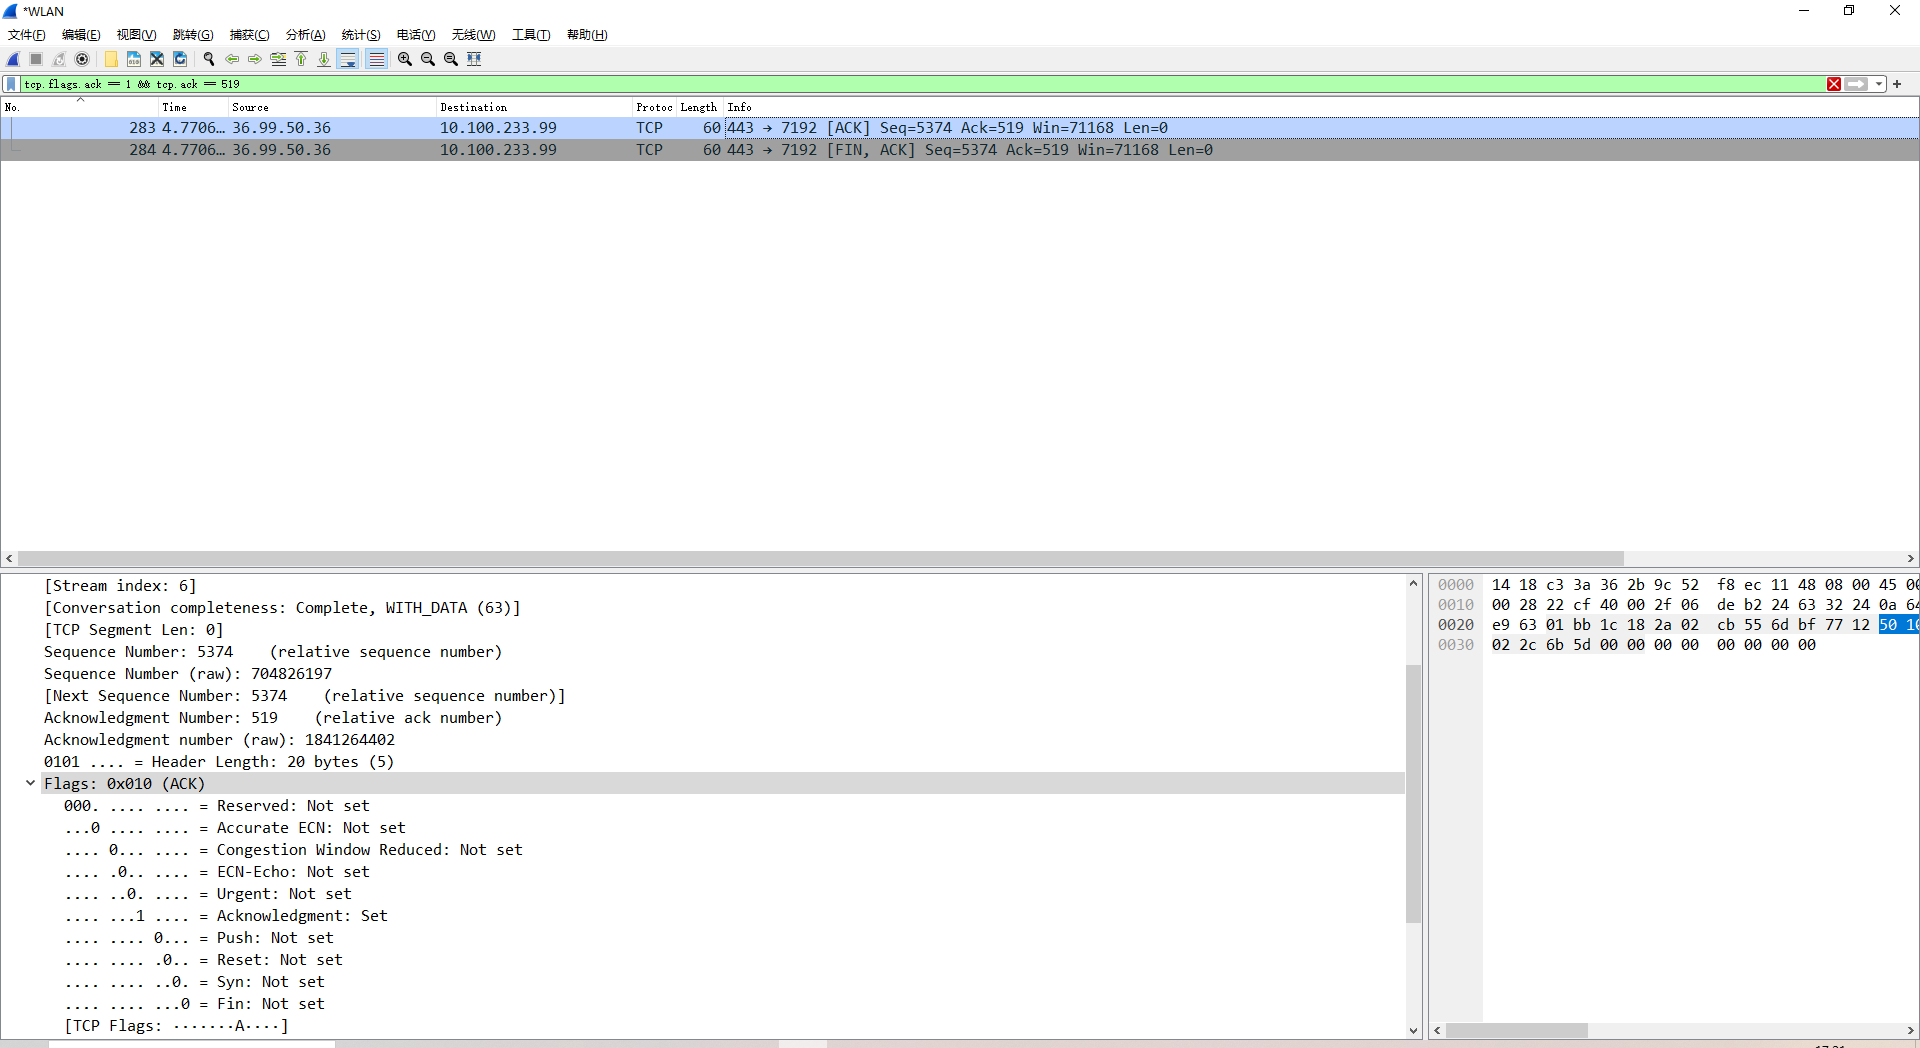 *WLAN
文件(F) 编辑(E) 视图(V) 跳转(G) 捕获(C) 分析(A) 统计(S) 电话(Y) 无线(W) 工具(T) 帮助(H)
tcp.flags.ack == 1 && tcp.ack == 519
No. Time Source Destination Protoc Length Info
283 4.7706… 36.99.50.36 10.100.233.99 TCP 60 443 → 7192 [ACK] Seq=5374 Ack=519 Win=71168 Len=0
284 4.7706… 36.99.50.36 10.100.233.99 TCP 60 443 → 7192 [FIN, ACK] Seq=5374 Ack=519 Win=71168 Len=0
[Stream index: 6]
[Conversation completeness: Complete, WITH_DATA (63)]
[TCP Segment Len: 0]
Sequence Number: 5374    (relative sequence number)
Sequence Number (raw): 704826197
[Next Sequence Number: 5374    (relative sequence number)]
Acknowledgment Number: 519    (relative ack number)
Acknowledgment number (raw): 1841264402
0101 .... = Header Length: 20 bytes (5)
Flags: 0x010 (ACK)
000. .... .... = Reserved: Not set
...0 .... .... = Accurate ECN: Not set
.... 0... .... = Congestion Window Reduced: Not set
.... .0.. .... = ECN-Echo: Not set
.... ..0. .... = Urgent: Not set
.... ...1 .... = Acknowledgment: Set
.... .... 0... = Push: Not set
.... .... .0.. = Reset: Not set
.... .... ..0. = Syn: Not set
.... .... ...0 = Fin: Not set
[TCP Flags: ·······A····]
0000 14 18 c3 3a 36 2b 9c 52 f8 ec 11 48 08 00 45 00
0010 00 28 22 cf 40 00 2f 06 de b2 24 63 32 24 0a 64
0020 e9 63 01 bb 1c 18 2a 02 cb 55 6d bf 77 12 50 10
0030 02 2c 6b 5d 00 00 00 00 00 00 00 00